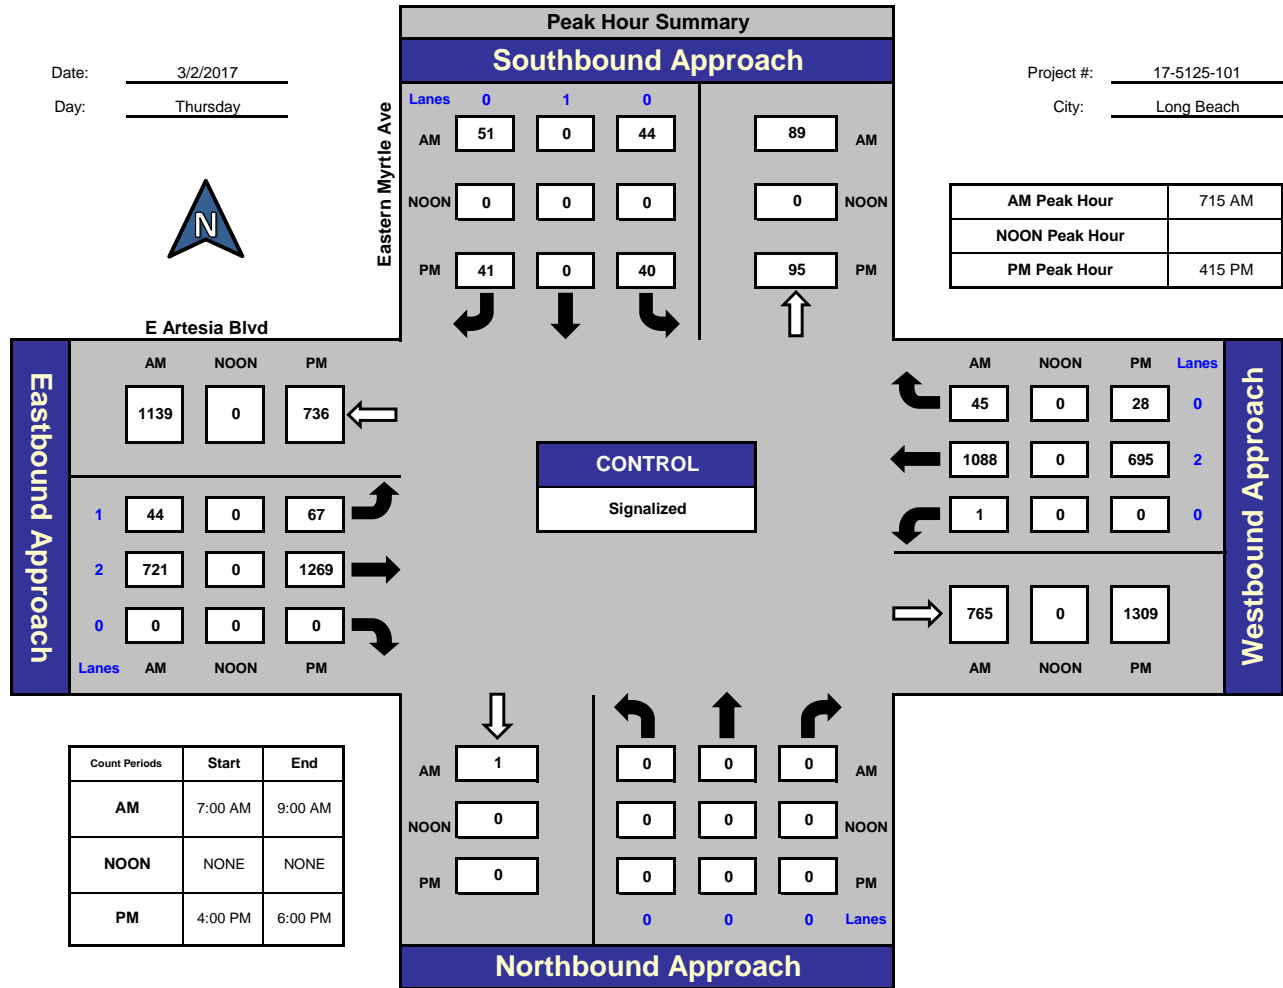 Peak Hour Summary
Southbound Approach
Date: 3/2/2017
Day: Thursday
Project #: 17-5125-101
City: Long Beach
Eastern Myrtle Ave
Lanes 0 1 0
AM 51 0 44 89 AM
NOON 0 0 0 0 NOON
PM 41 0 40 95 PM
N
AM Peak Hour 715 AM
NOON Peak Hour
PM Peak Hour 415 PM
E Artesia Blvd
Eastbound Approach
AM NOON PM
1139 0 736
1 44 0 67
2 721 0 1269
0 0 0 0
Lanes AM NOON PM
CONTROL
Signalized
AM NOON PM Lanes
45 0 28 0
1088 0 695 2
1 0 0 0
765 0 1309
AM NOON PM
Westbound Approach
Count Periods Start End
AM 7:00 AM 9:00 AM
NOON NONE NONE
PM 4:00 PM 6:00 PM
AM 1 0 0 0 AM
NOON 0 0 0 0 NOON
PM 0 0 0 0 PM
0 0 0 Lanes
Northbound Approach